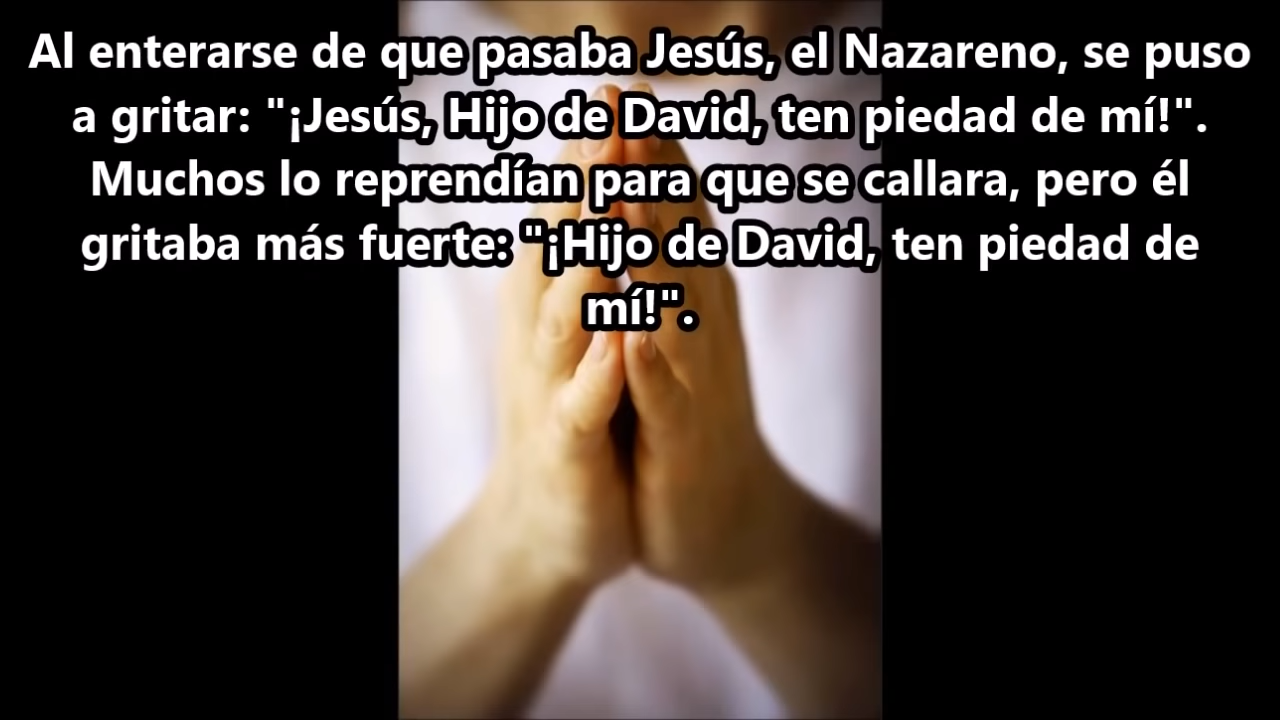 Al enterarse de que pasaba Jesús, el Nazareno, se puso
a gritar: "¡Jesús, Hijo de David, ten piedad de mí!".
Muchos lo reprendían para que se callara, pero él
gritaba más fuerte: "¡Hijo de David, ten piedad de
mí!".